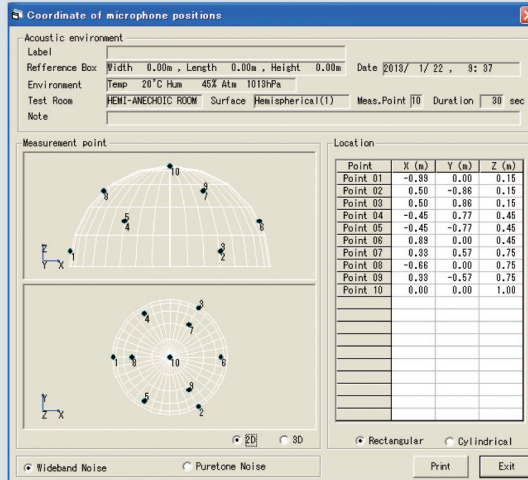 Coordinate of microphone positions
Acoustic environment
Label
Refference Box Width 0.00m , Length 0.00m , Height 0.00m Date 2013/ 1/ 22 , 9: 37
Environment Temp 20°C Hum 45% Atm 1013hPa
Test Room HEMI-ANECHOIC ROOM Surface Hemispherical(1) Meas.Point 10 Duration 30 sec
Note
Measurement point
10
8
9
7
5
4
6
1
3
2
Z
Y X
3
4
7
1 8 10 6
5
9
2
Y
Z X
2D 3D
Location
Point X (m) Y (m) Z (m)
Point 01 -0.99 0.00 0.15
Point 02 0.50 -0.86 0.15
Point 03 0.50 0.86 0.15
Point 04 -0.45 0.77 0.45
Point 05 -0.45 -0.77 0.45
Point 06 0.89 0.00 0.45
Point 07 0.33 0.57 0.75
Point 08 -0.66 0.00 0.75
Point 09 0.33 -0.57 0.75
Point 10 0.00 0.00 1.00
Rectangular Cylindrical
Wideband Noise Puretone Noise
Print Exit